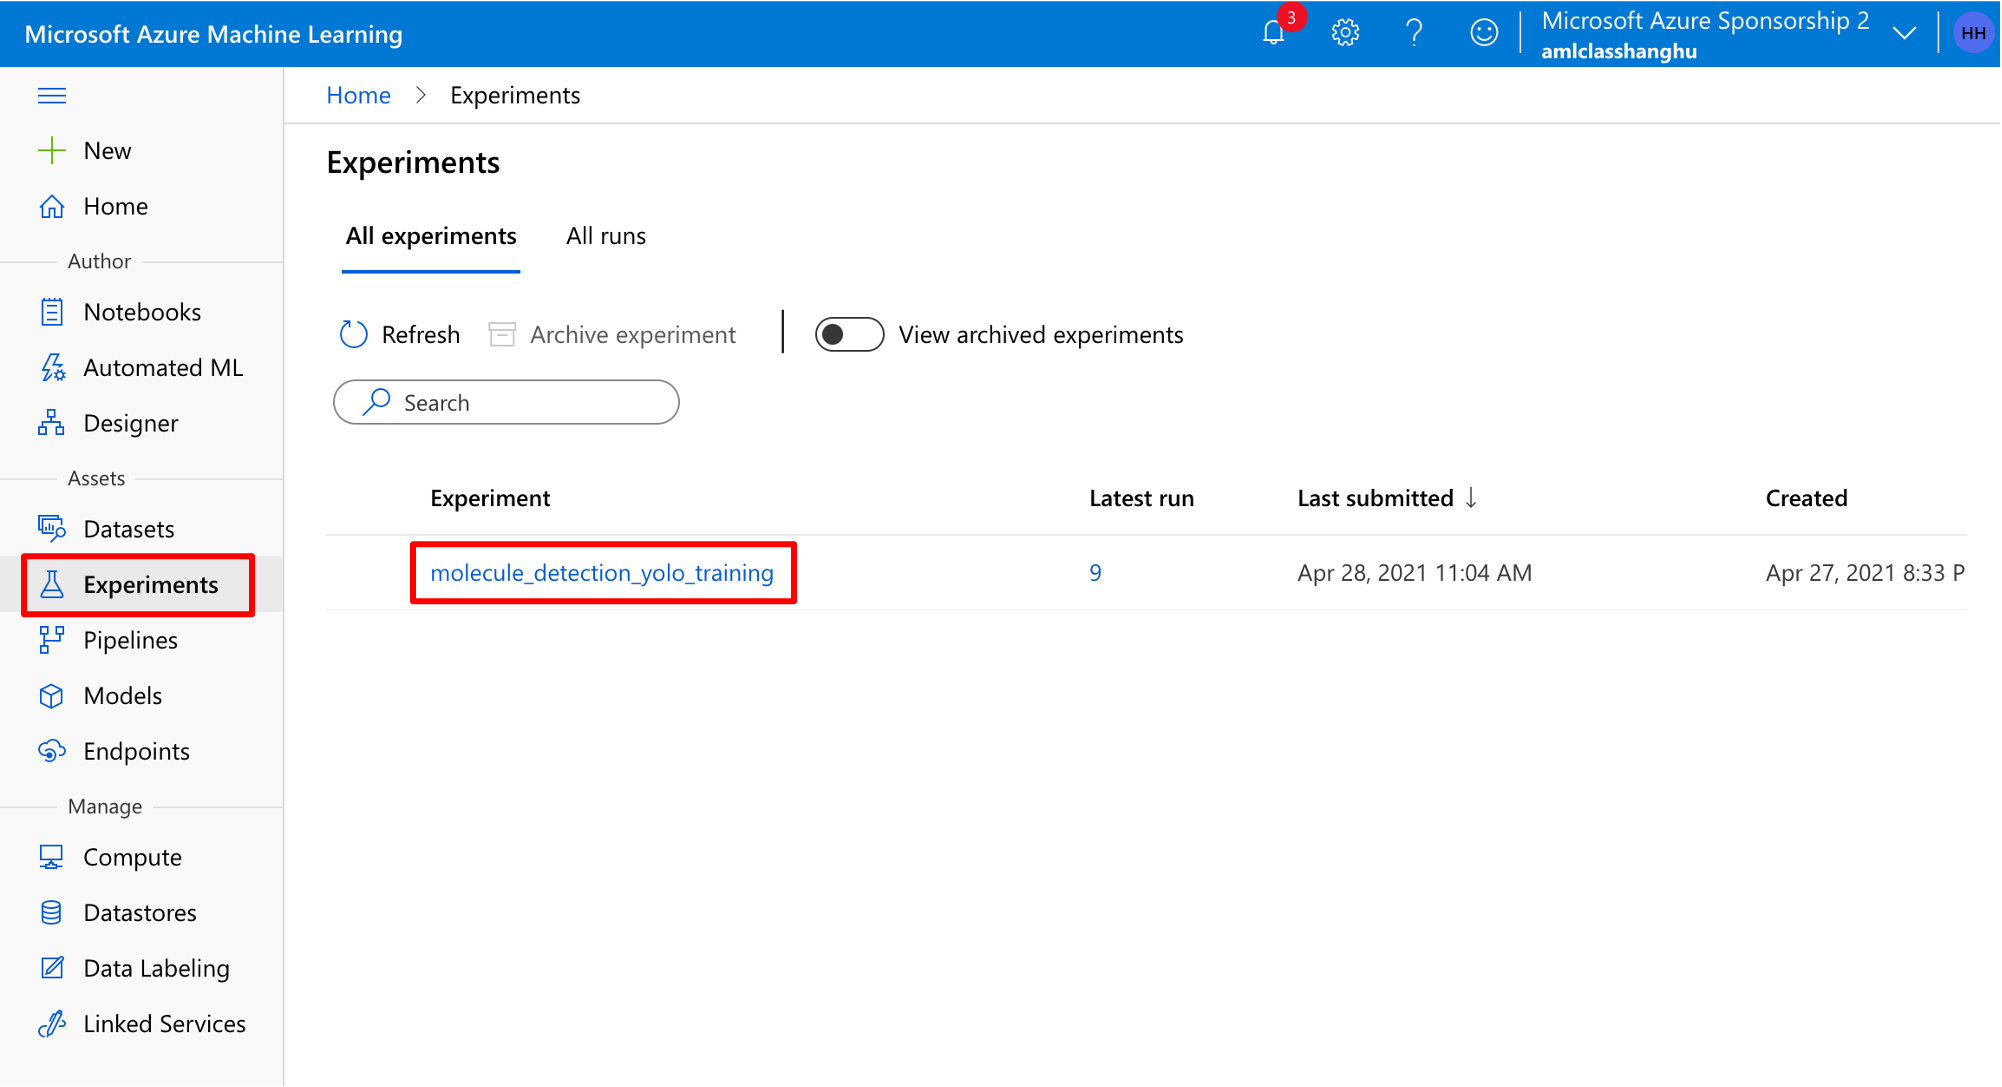 Microsoft Azure Machine Learning
3
?
Microsoft Azure Sponsorship 2
amlclasshanghu
HH
Home > Experiments
New
Home
Author
Notebooks
Automated ML
Designer
Assets
Datasets
Experiments
Pipelines
Models
Endpoints
Manage
Compute
Datastores
Data Labeling
Linked Services
Experiments
All experiments All runs
Refresh Archive experiment View archived experiments
Search
Experiment Latest run Last submitted ↓ Created
molecule_detection_yolo_training 9 Apr 28, 2021 11:04 AM Apr 27, 2021 8:33 P